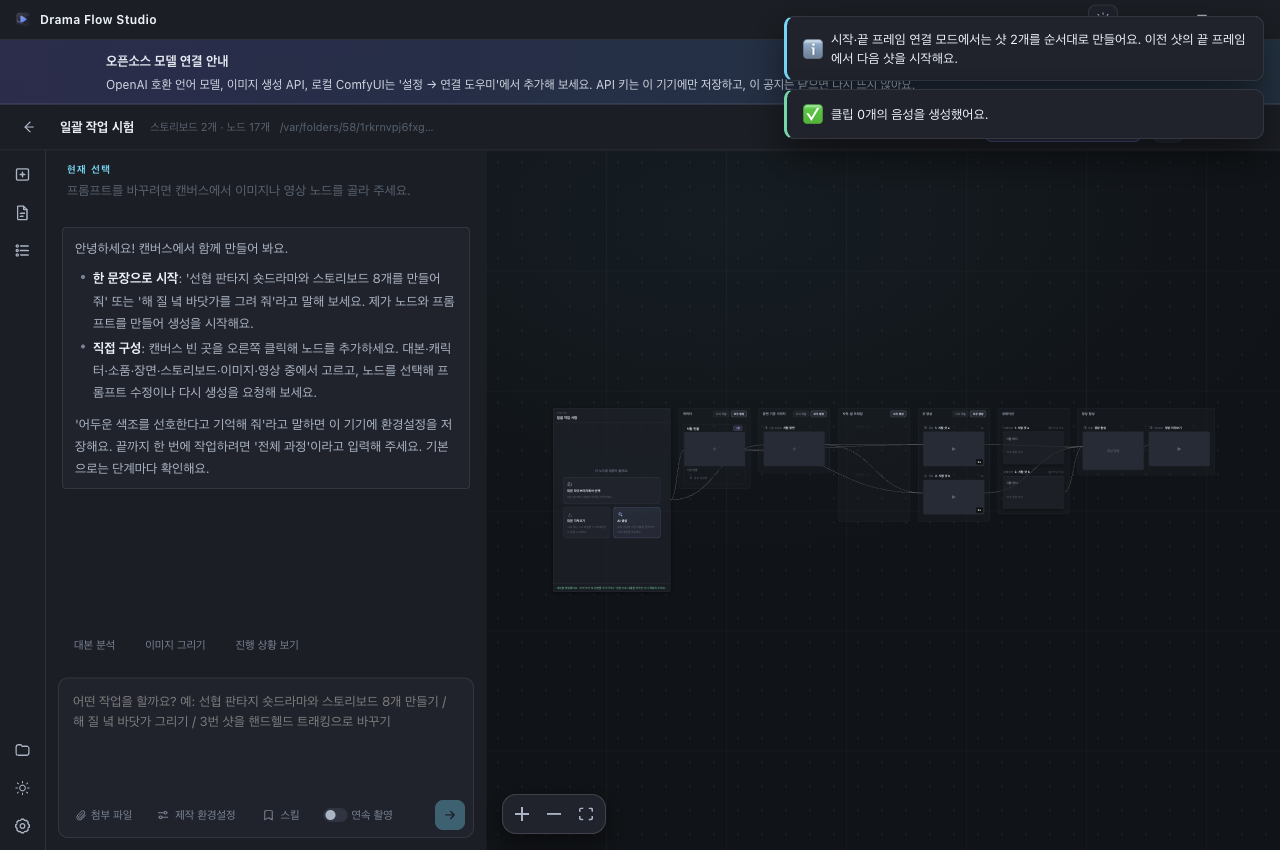 Drama Flow Studio
시작·끝 프레임 연결 모드에서는 샷 2개를 순서대로 만들어요. 이전 샷의 끝 프레임
에서 다음 샷을 시작해요.
오픈소스 모델 연결 안내
OpenAI 호환 언어 모델, 이미지 생성 API, 로컬 ComfyUI는 '설정 → 연결 도우미'에서 추가해 보세요. API 키는 이 기기에만 저장하고, 이 공지는 닫으면 다시 뜨지 않아요.
클립 0개의 음성을 생성했어요.
일괄 작업 시험
스토리보드 2개 · 노드 17개
/var/folders/58/1rkrnvpj6fxg...
현재 선택
프롬프트를 바꾸려면 캔버스에서 이미지나 영상 노드를 골라 주세요.
안녕하세요! 캔버스에서 함께 만들어 봐요.
• 한 문장으로 시작: '선협 판타지 숏드라마와 스토리보드 8개를 만들어
줘' 또는 '해 질 녘 바닷가를 그려 줘'라고 말해 보세요. 제가 노드와 프롬
프트를 만들어 생성을 시작해요.
• 직접 구성: 캔버스 빈 곳을 오른쪽 클릭해 노드를 추가하세요. 대본·캐릭
터·소품·장면·스토리보드·이미지·영상 중에서 고르고, 노드를 선택해 프
롬프트 수정이나 다시 생성을 요청해 보세요.
'어두운 색조를 선호한다고 기억해 줘'라고 말하면 이 기기에 환경설정을 저
장해요. 끝까지 한 번에 작업하려면 '전체 과정'이라고 입력해 주세요. 기본
으로는 단계마다 확인해요.
대본 분석
이미지 그리기
진행 상황 보기
어떤 작업을 할까요? 예: 선협 판타지 숏드라마와 스토리보드 8개 만들기 /
해 질 녘 바닷가 그리기 / 3번 샷을 핸드헬드 트래킹으로 바꾸기
첨부 파일
제작 환경설정
스킬
연속 촬영